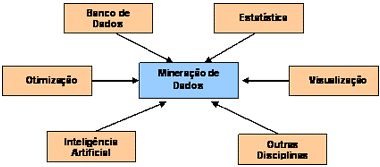 Banco de
Dados
Estatística
Otimização
Mineração de
Dados
Visualização
Inteligência
Artificial
Outras
Disciplinas